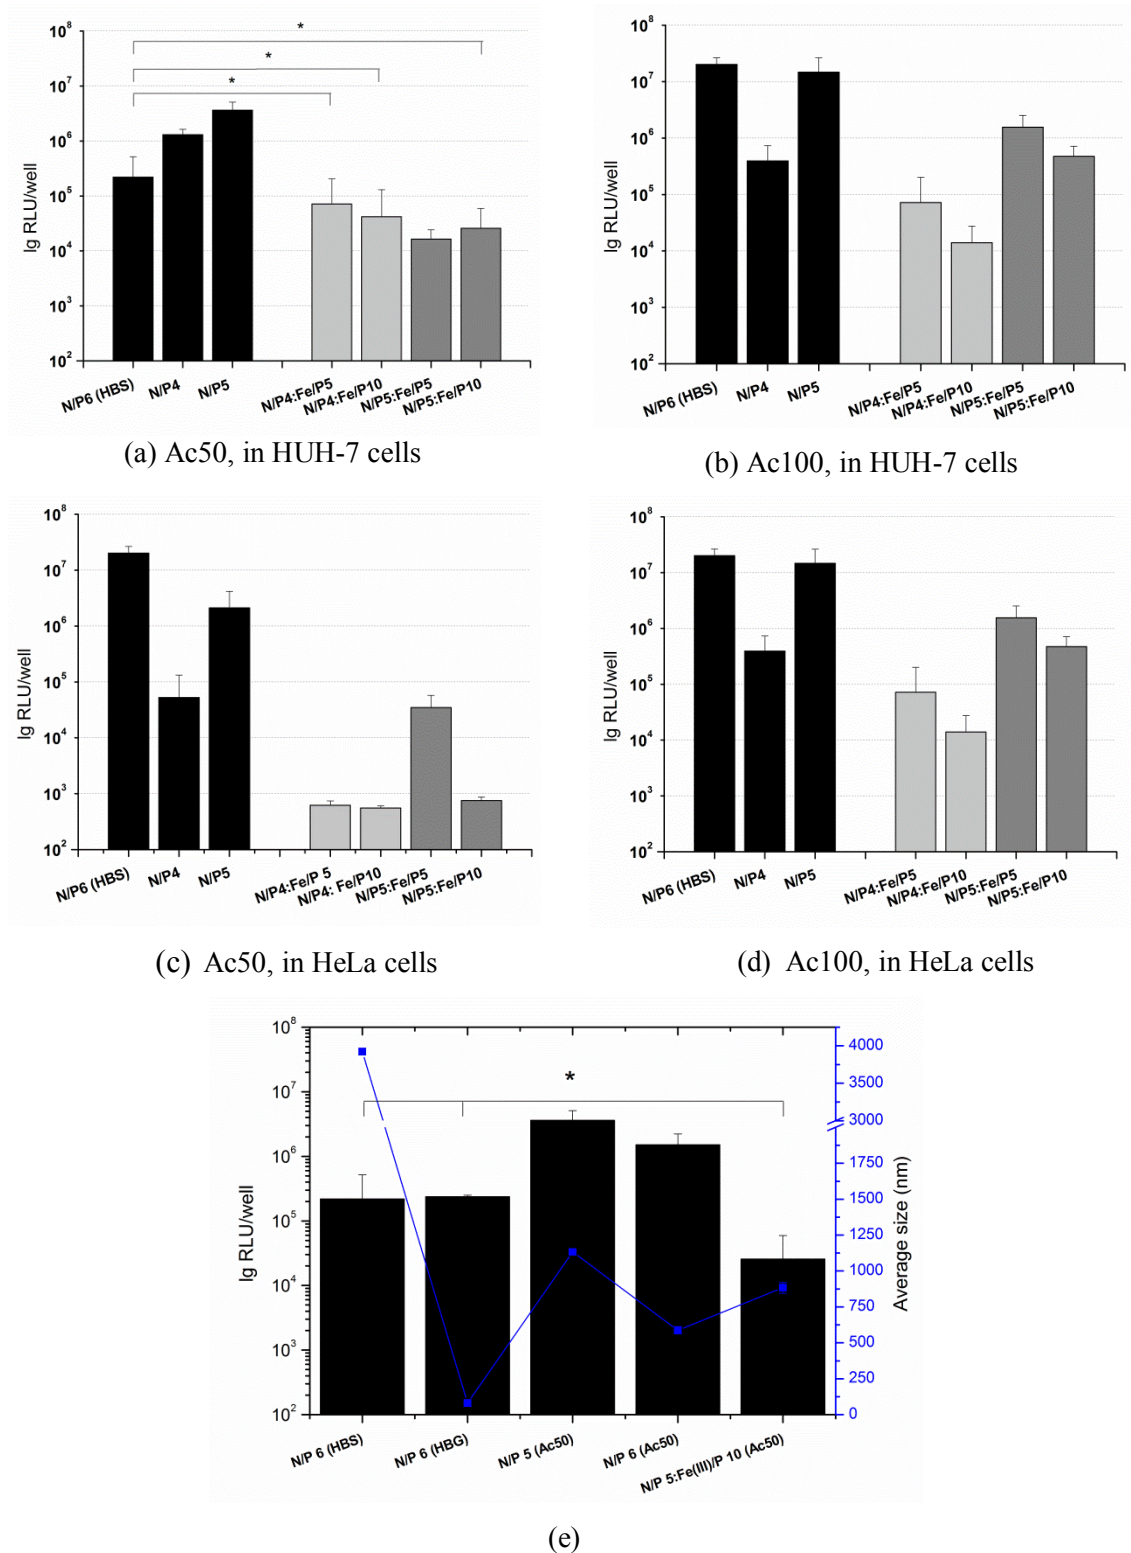 10⁸
10⁷
10⁶
10⁵
10⁴
10³
10²
lg RLU/well
*
*
*
N/P6 (HBS)
N/P4
N/P5
N/P4:Fe/P5
N/P4:Fe/P10
N/P5:Fe/P5
N/P5:Fe/P10
(a) Ac50, in HUH-7 cells
10⁸
10⁷
10⁶
10⁵
10⁴
10³
10²
lg RLU/well
N/P6 (HBS)
N/P4
N/P5
N/P4:Fe/P5
N/P4:Fe/P10
N/P5:Fe/P5
N/P5:Fe/P10
(b) Ac100, in HUH-7 cells
10⁸
10⁷
10⁶
10⁵
10⁴
10³
10²
lg RLU/well
N/P6 (HBS)
N/P4
N/P5
N/P4:Fe/P 5
N/P4: Fe/P10
N/P5:Fe/P5
N/P5:Fe/P10
(c) Ac50, in HeLa cells
10⁸
10⁷
10⁶
10⁵
10⁴
10³
10²
lg RLU/well
N/P6 (HBS)
N/P4
N/P5
N/P4:Fe/P5
N/P4:Fe/P10
N/P5:Fe/P5
N/P5:Fe/P10
(d) Ac100, in HeLa cells
10⁸
10⁷
10⁶
10⁵
10⁴
10³
10²
lg RLU/well
*
4000
3500
3000
1750
1500
1250
1000
750
500
250
0
Average size (nm)
N/P 6 (HBS)
N/P 6 (HBG)
N/P 5 (Ac50)
N/P 6 (Ac50)
N/P 5:Fe(III)/P 10 (Ac50)
(e)